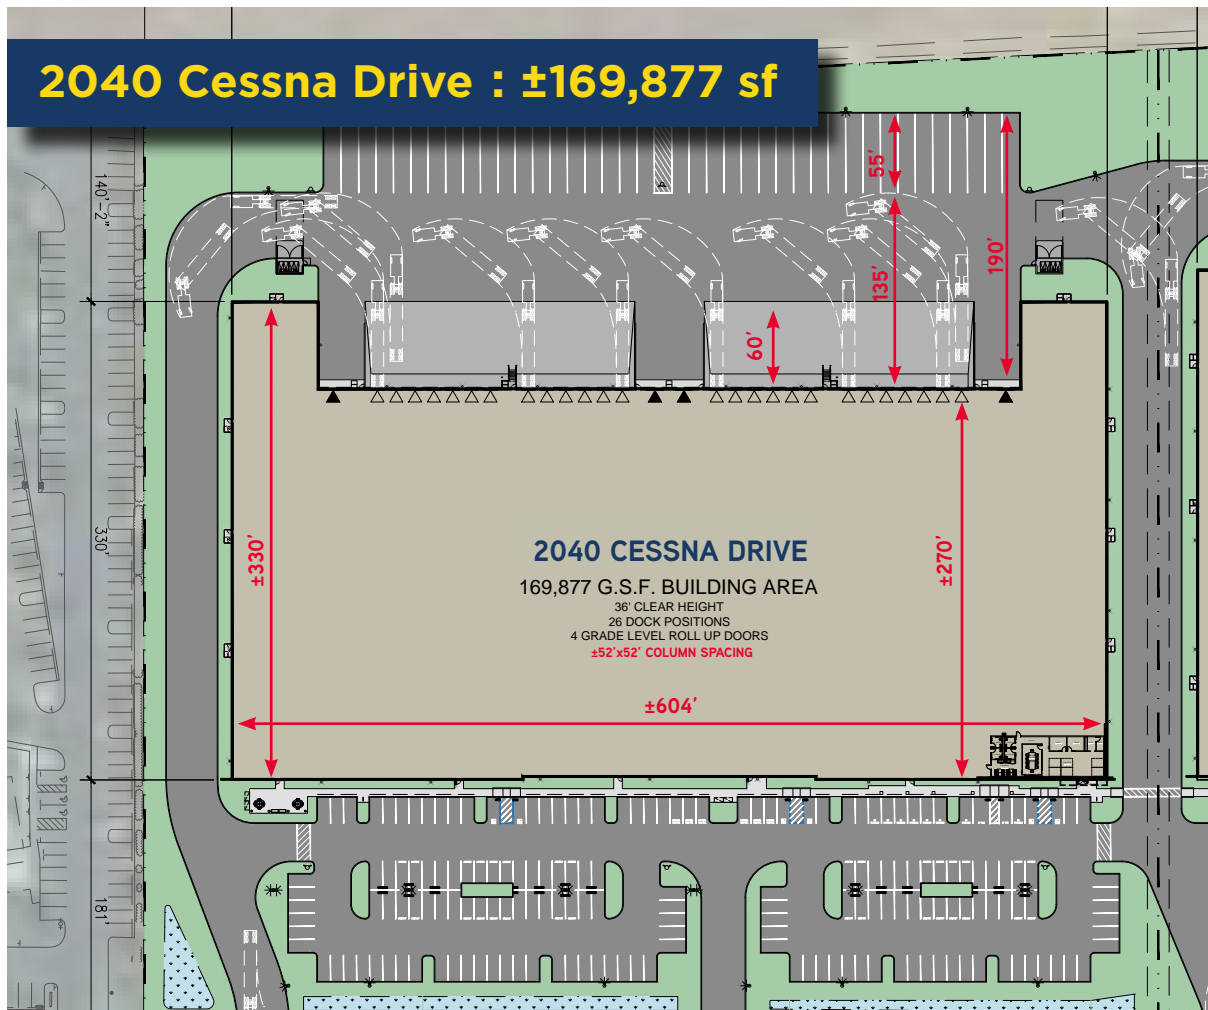 2040 Cessna Drive : ±169,877 sf
140'-2"
55'
190'
135'
60'
330'
±330'
±270'
2040 CESSNA DRIVE
169,877 G.S.F. BUILDING AREA
36' CLEAR HEIGHT
26 DOCK POSITIONS
4 GRADE LEVEL ROLL UP DOORS
±52'x52' COLUMN SPACING
±604'
181'